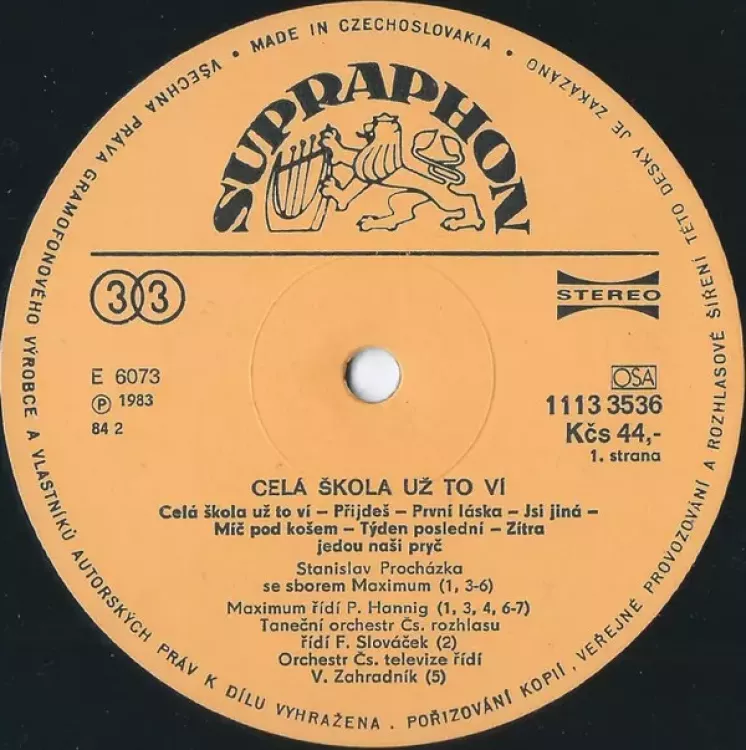 MADE IN CZECHOSLOVAKIA
VŠECHNA PRÁVA GRAMOFONOVÉHO VÝROBCE A VLASTNÍKŮ AUTORSKÝCH PRÁV K DÍLU VYHRAŽENA. POŘIZOVÁNÍ KOPIÍ, VEŘEJNÉ PROVOZOVÁNÍ A ROZHLASOVÉ ŠÍŘENÍ TÉTO DESKY JE ZAKÁZÁNO
SUPRAPHON
33
STEREO
E 6073
Ⓟ 1983
84 2
OSA
1113 3536
Kčs 44,-
1. strana
CELÁ ŠKOLA UŽ TO VÍ
Celá škola už to ví – Přijdeš – První láska – Jsi jiná –
Míč pod košem – Týden poslední – Zítra
jedou naši pryč
Stanislav Procházka
se sborem Maximum (1, 3-6)
Maximum řídí P. Hannig (1, 3, 4, 6-7)
Taneční orchestr Čs. rozhlasu
řídí F. Slováček (2)
Orchestr Čs. televize řídí
V. Zahradník (5)